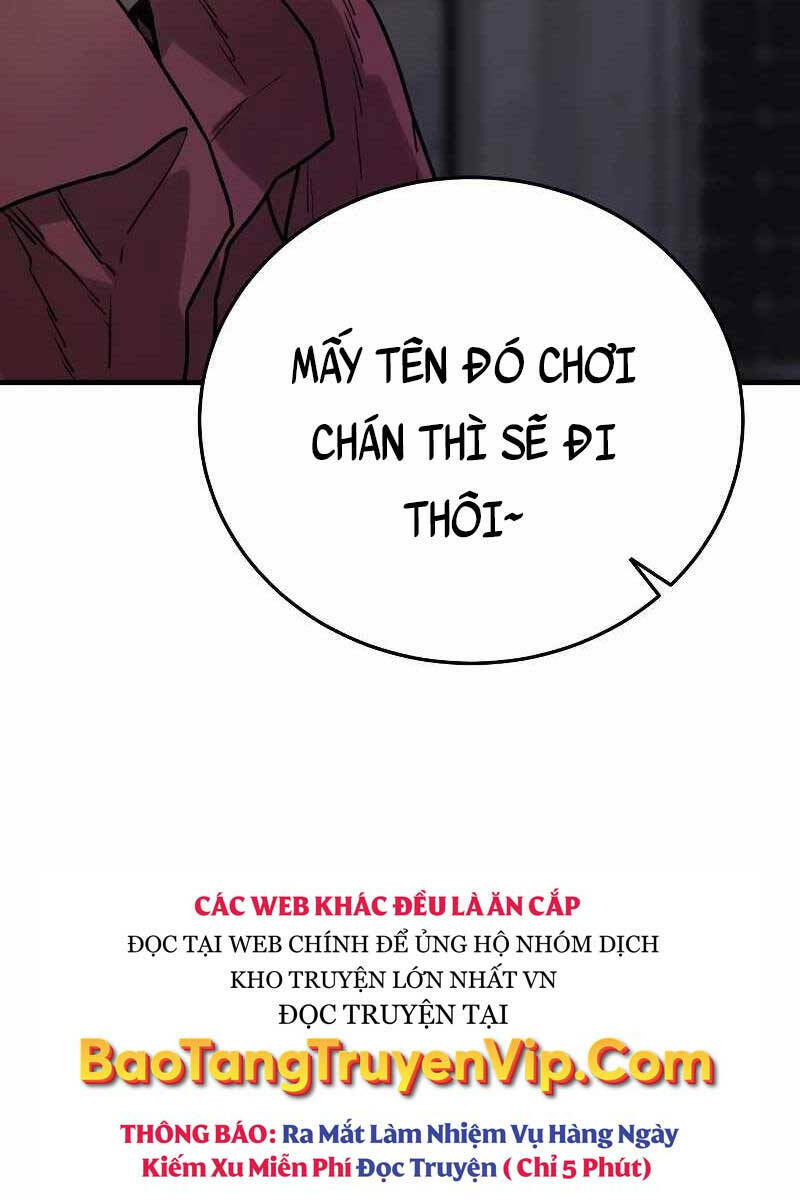 MẤY TÊN ĐÓ CHƠI
CHÁN THÌ SẼ ĐI
THÔI~
CÁC WEB KHÁC ĐỀU LÀ ĂN CẮP
ĐỌC TẠI WEB CHÍNH ĐỂ ỦNG HỘ NHÓM DỊCH
KHO TRUYỆN LỚN NHẤT VN
ĐỌC TRUYỆN TẠI
BaoTangTruyenVip.Com
THÔNG BÁO: Ra Mắt Làm Nhiệm Vụ Hàng Ngày
Kiếm Xu Miễn Phí Đọc Truyện ( Chỉ 5 Phút)